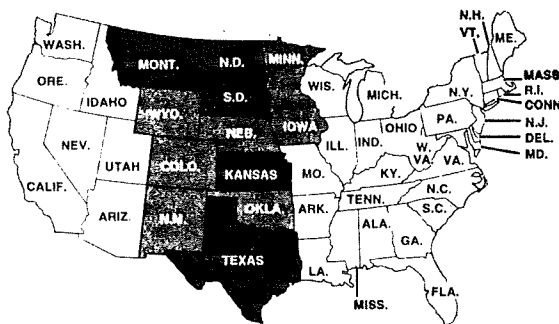 N.H.
VT.
ME.
WASH.
MONT.
N.D.
MINN.
ORE.
IDAHO
WYO.
S.D.
WIS.
MICH.
N.Y.
MASS
R.I.
CONN
NEB.
IOWA
PA.
N.J.
NEV.
UTAH
COLO.
KANSAS
ILL.
IND.
OHIO
W.
VA.
VA.
DEL.
MD.
CALIF.
MO.
KY.
ARIZ.
N.M.
OKLA.
ARK.
TENN.
N.C.
S.C.
TEXAS
LA.
ALA.
GA.
MISS.
FLA.